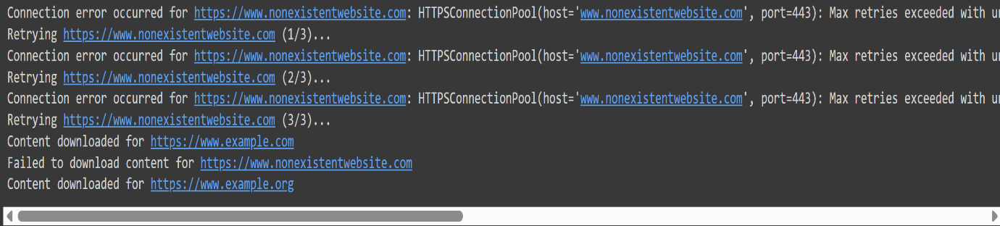 Connection error occurred for https://www.nonexistentwebsite.com: HTTPSConnectionPool(host='www.nonexistentwebsite.com', port=443): Max retries exceeded with
Retrying https://www.nonexistentwebsite.com (1/3)...
Connection error occurred for https://www.nonexistentwebsite.com: HTTPSConnectionPool(host='www.nonexistentwebsite.com', port=443): Max retries exceeded with
Retrying https://www.nonexistentwebsite.com (2/3)...
Connection error occurred for https://www.nonexistentwebsite.com: HTTPSConnectionPool(host='www.nonexistentwebsite.com', port=443): Max retries exceeded with
Retrying https://www.nonexistentwebsite.com (3/3)...
Content downloaded for https://www.example.com
Failed to download content for https://www.nonexistentwebsite.com
Content downloaded for https://www.example.org